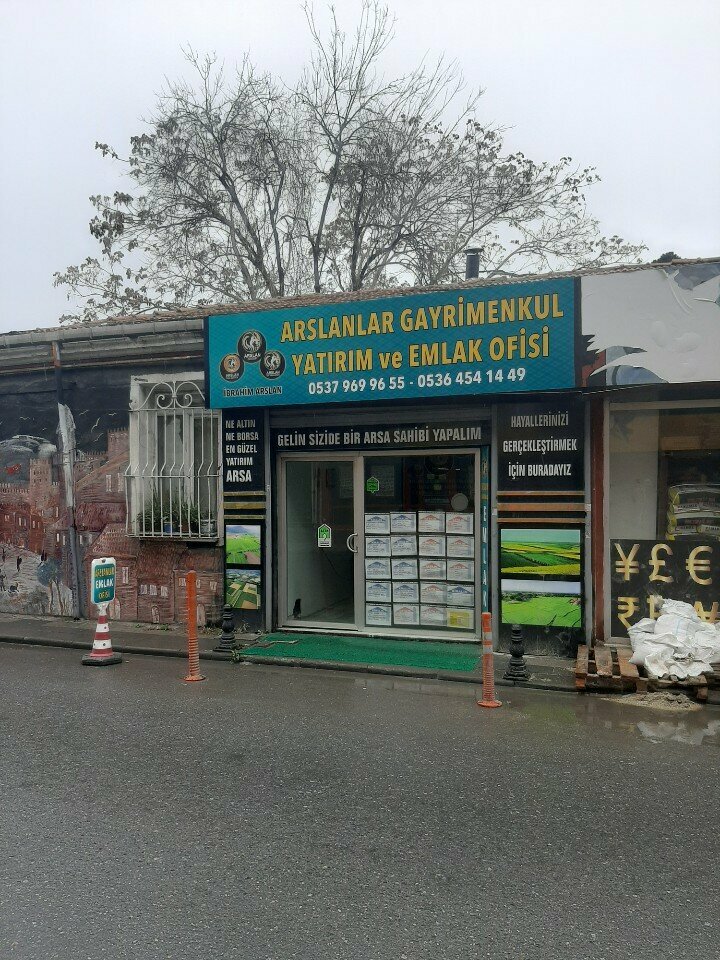 ARSLANLAR GAYRİMENKUL
YATIRIM ve EMLAK OFİSİ
0537 969 96 55 - 0536 454 14 49
ARSLAN
İBRAHİM ARSLAN
NE ALTIN
NE BORSA
EN GÜZEL
YATIRIM
ARSA
GELİN SİZİDE BİR ARSA SAHİBİ YAPALIM
HAYALLERİNİZİ
GERÇEKLEŞTİRMEK
İÇİN BURADAYIZ
EMLAK
EMLAK
OFİSİ
¥ £ €
₹